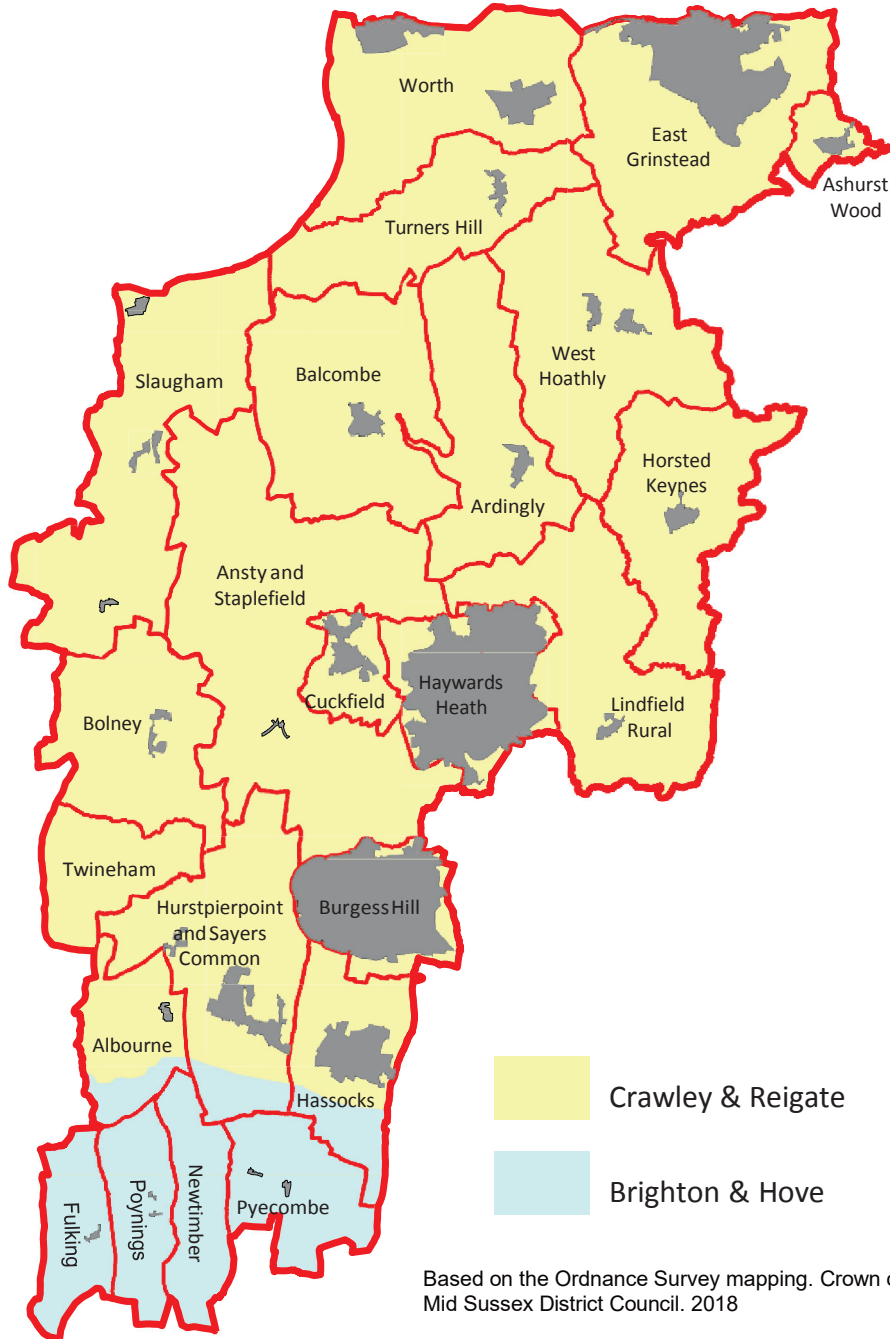 Worth
East
Grinstead
Ashurst
Wood
Turners Hill
West
Hoathly
Slaugham
Balcombe
Horsted
Keynes
Ardingly
Ansty and
Staplefield
Cuckfield
Haywards
Heath
Lindfield
Rural
Bolney
Twineham
Hurstpierpoint
and Sayers
Common
Burgess Hill
Albourne
Hassocks
Crawley & Reigate
Brighton & Hove
Fulking
Poynings
Newtimber
Pyecombe
Based on the Ordnance Survey mapping. Crown c
Mid Sussex District Council. 2018